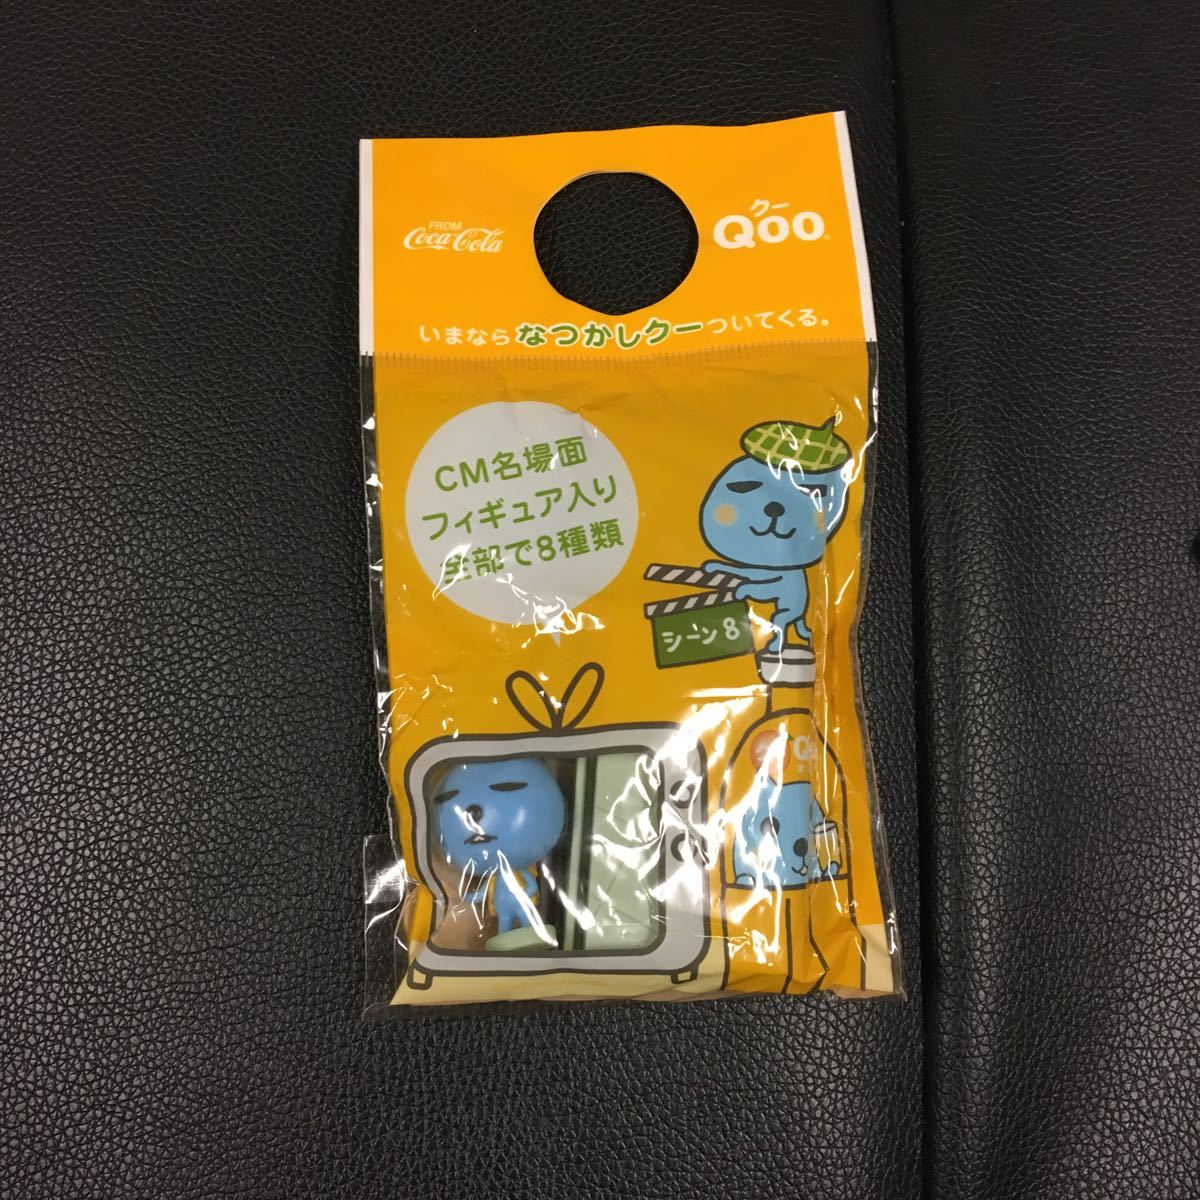 FROM
Coca-Cola
クー
Qoo®
いまなら なつかしクー ついてくる。
CM名場面
フィギュア入り
全部で8種類
シーン 8